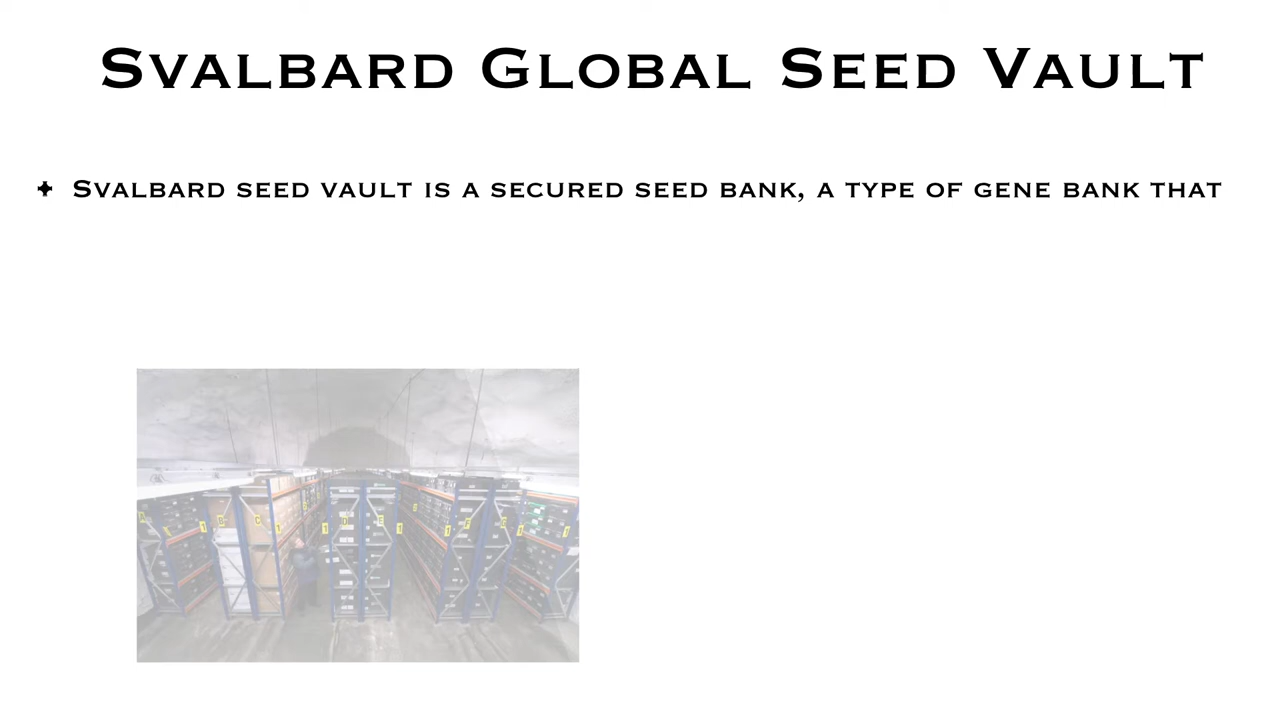 Svalbard Global Seed Vault
Svalbard seed vault is a secured seed bank, a type of gene bank that